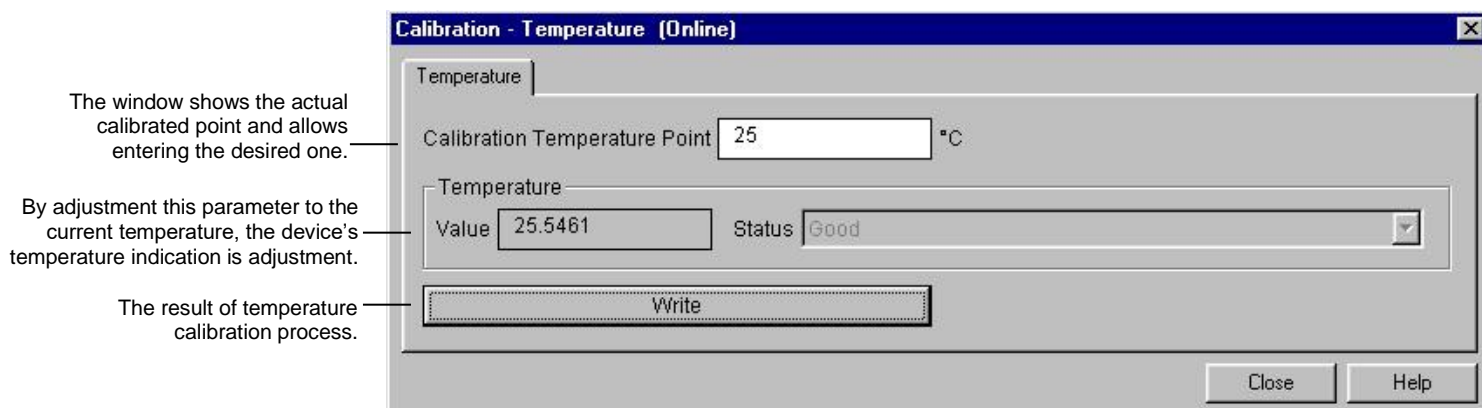 Calibration - Temperature (Online)
Temperature
The window shows the actual
calibrated point and allows
entering the desired one.
Calibration Temperature Point 25 °C
Temperature
By adjustment this parameter to the
current temperature, the device’s
temperature indication is adjustment.
Value 25.5461 Status Good
The result of temperature
calibration process.
Write
Close Help